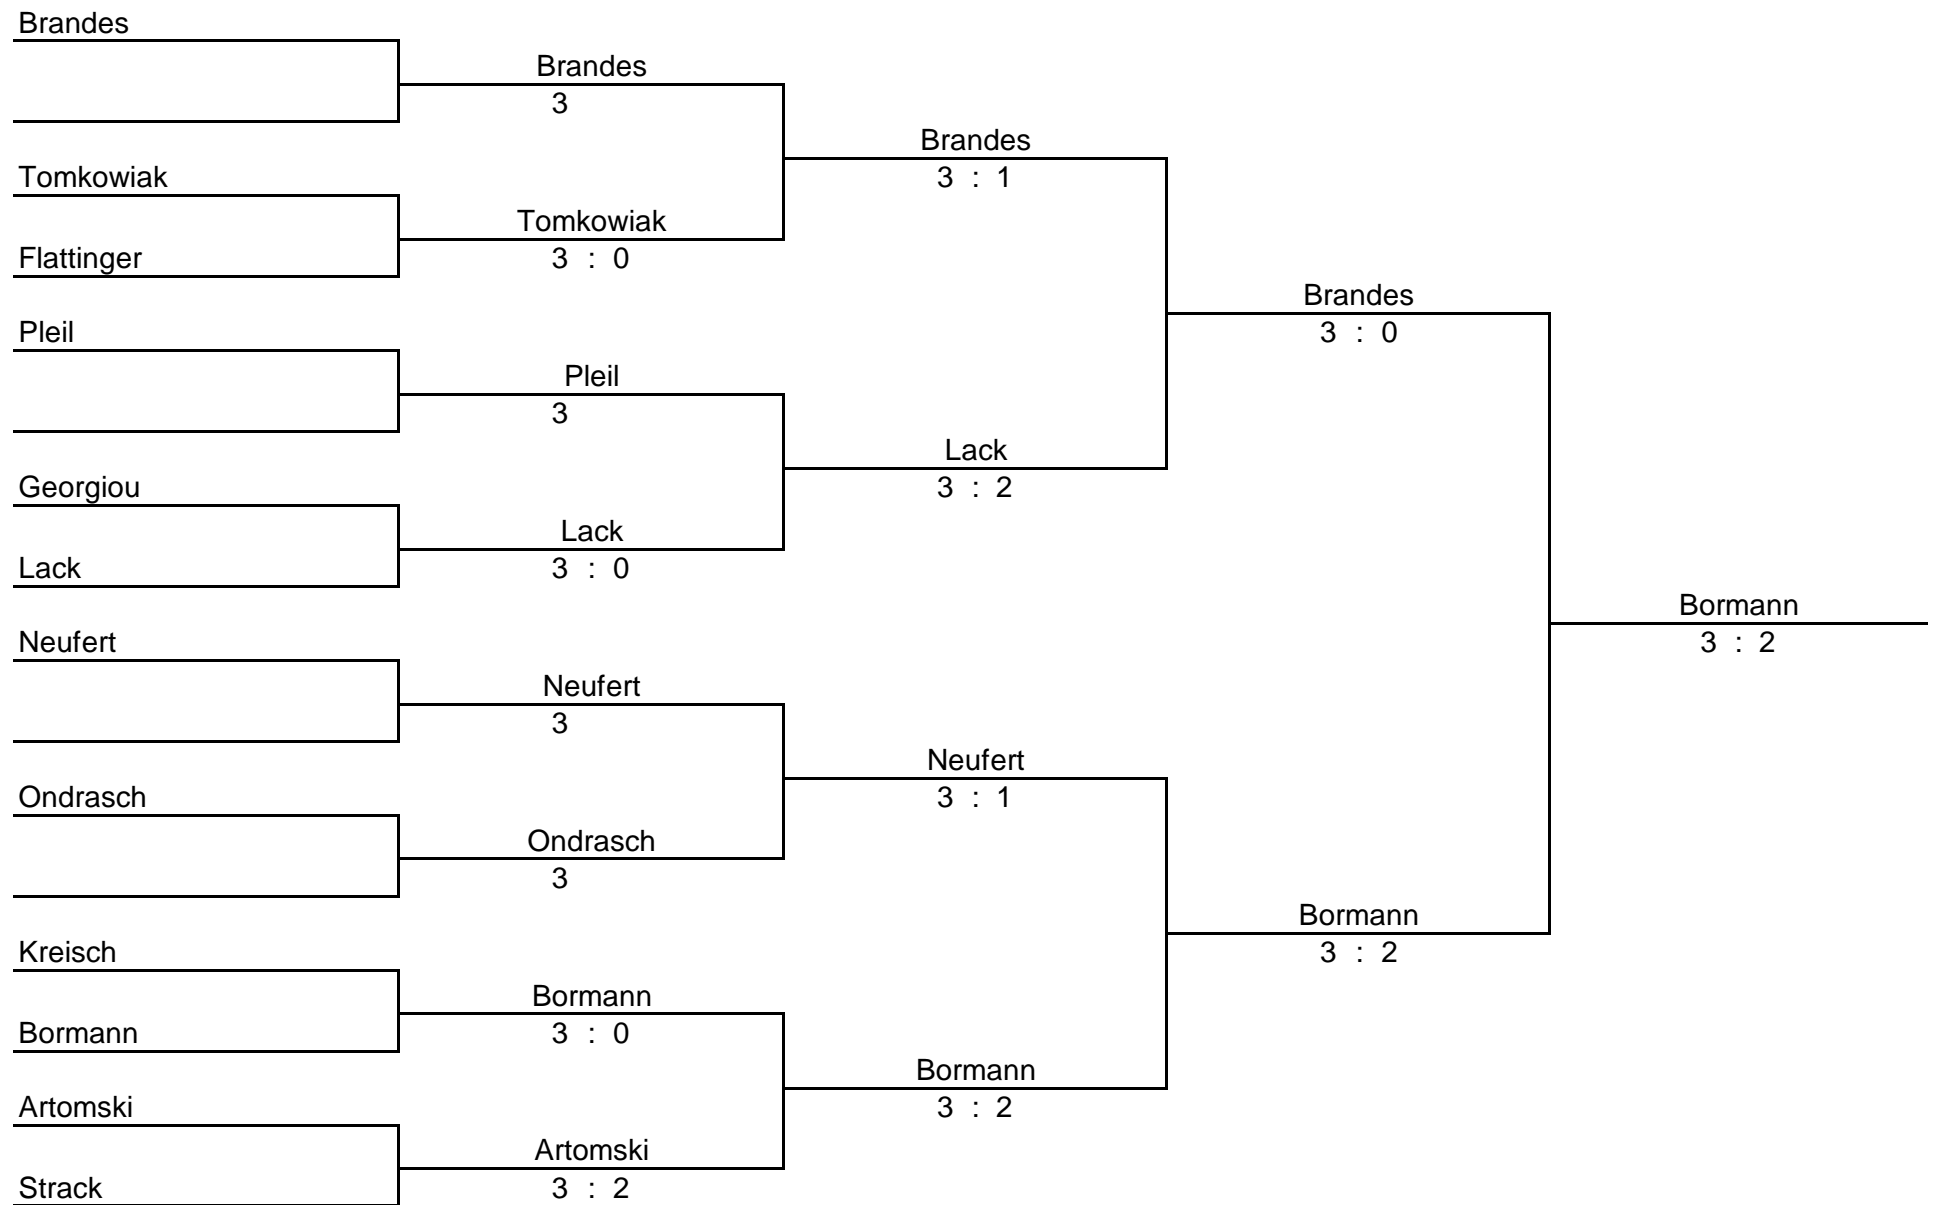 Brandes
Brandes
3
Brandes
Tomkowiak
3 : 1
Tomkowiak
Flattinger
3 : 0
Brandes
Pleil
3 : 0
Pleil
3
Lack
Georgiou
3 : 2
Lack
Lack
3 : 0
Bormann
Neufert
3 : 2
Neufert
3
Neufert
Ondrasch
3 : 1
Ondrasch
3
Bormann
Kreisch
3 : 2
Bormann
Bormann
3 : 0
Bormann
Artomski
3 : 2
Artomski
Strack
3 : 2